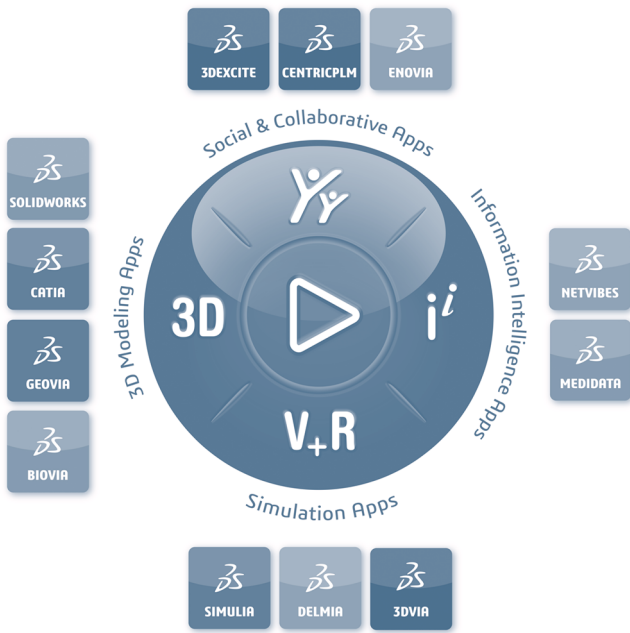 3DEXCITE
CENTRICPLM
ENOVIA
Social & Collaborative Apps
SOLIDWORKS
CATIA
GEOVIA
BIOVIA
3D Modeling Apps
3D
i i
V+R
Information Intelligence Apps
NETVIBES
MEDIDATA
Simulation Apps
SIMULIA
DELMIA
3DVIA